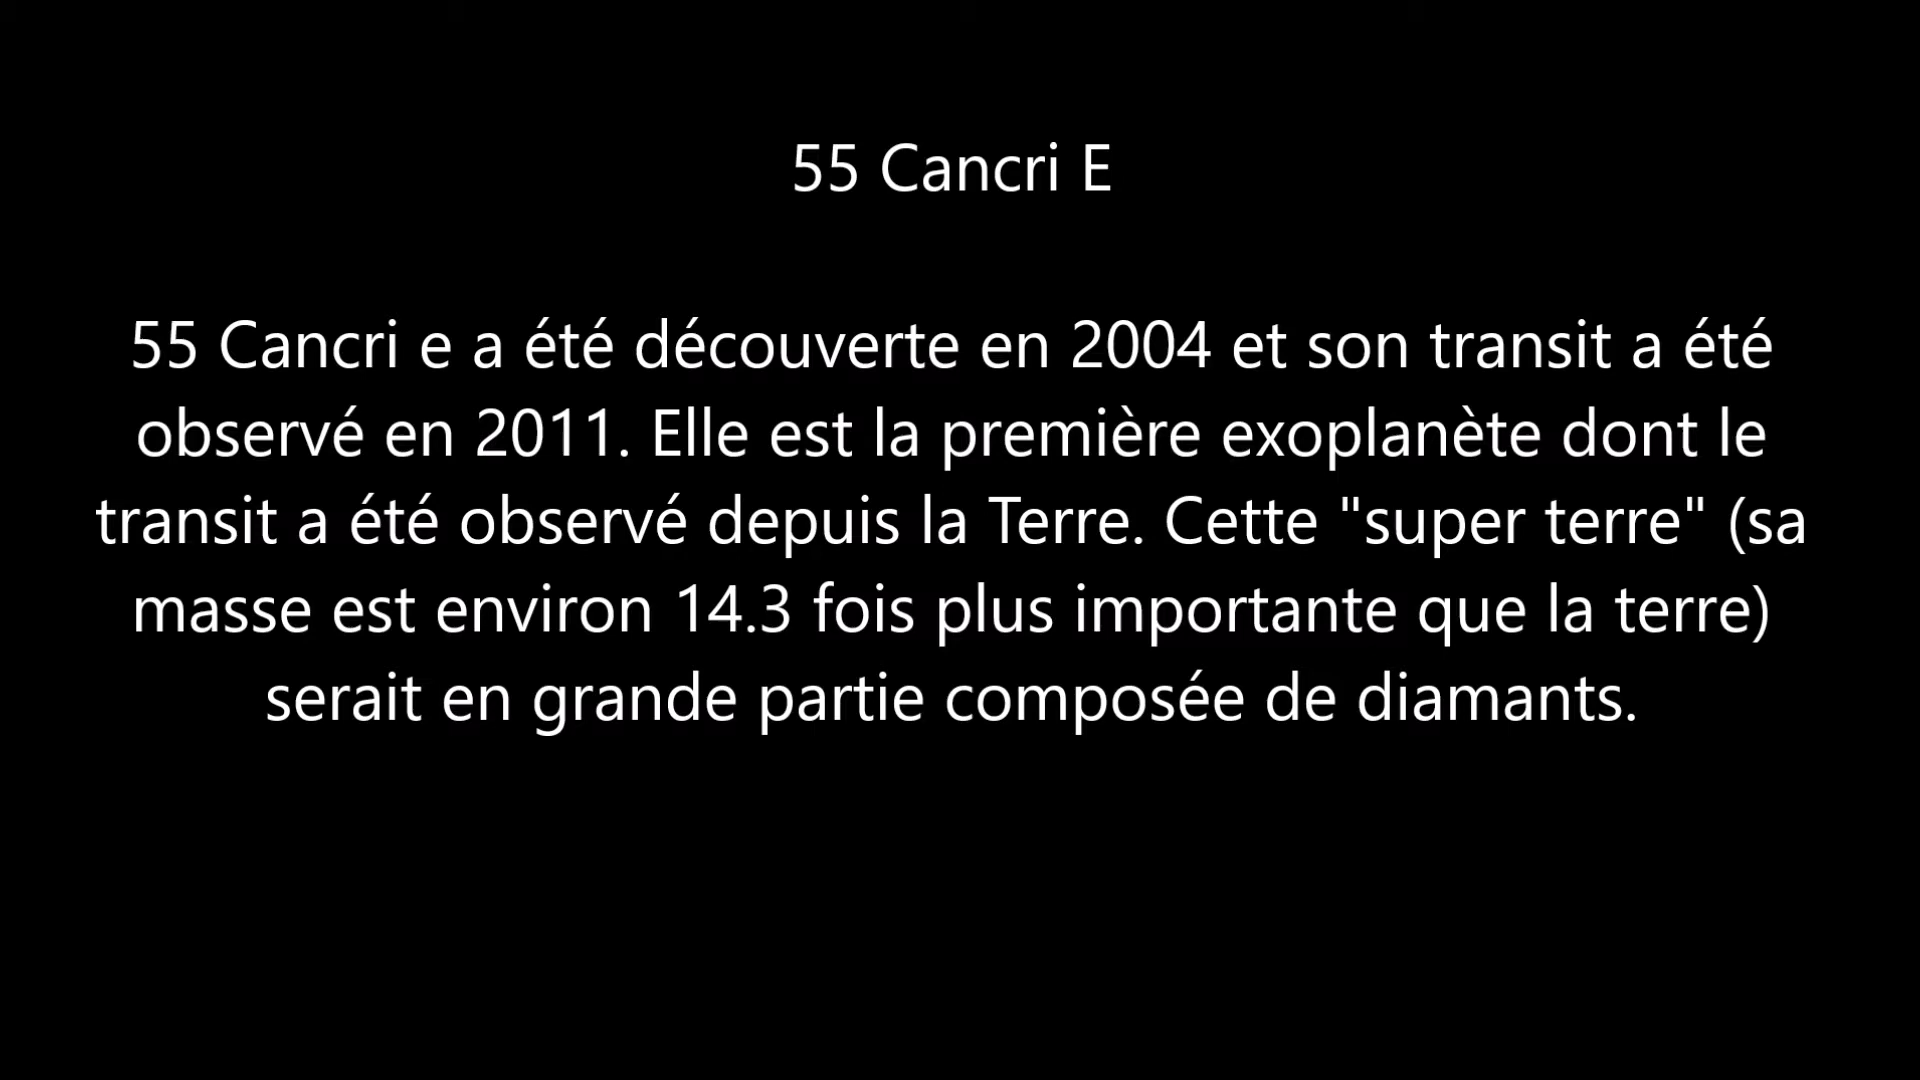 55 Cancri E
55 Cancri e a été découverte en 2004 et son transit a été
observé en 2011. Elle est la première exoplanète dont le
transit a été observé depuis la Terre. Cette "super terre" (sa
masse est environ 14.3 fois plus importante que la terre)
serait en grande partie composée de diamants.